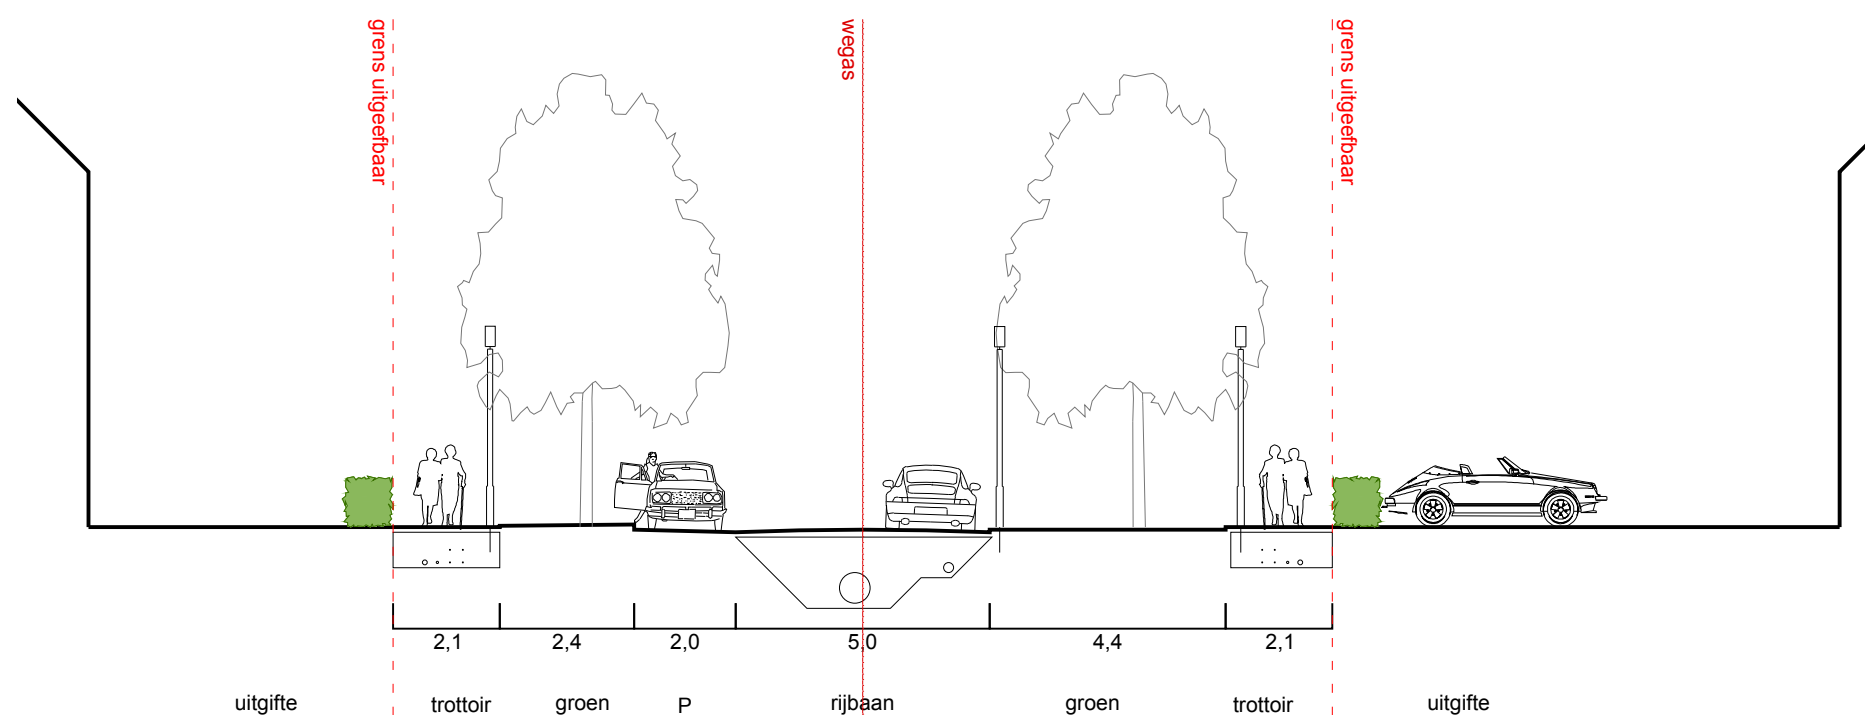 grens uitgeefbaar
wegas
grens uitgeefbaar
2,1 2,4 2,0 5,0 4,4 2,1
uitgifte trottoir groen P rijbaan groen trottoir uitgifte